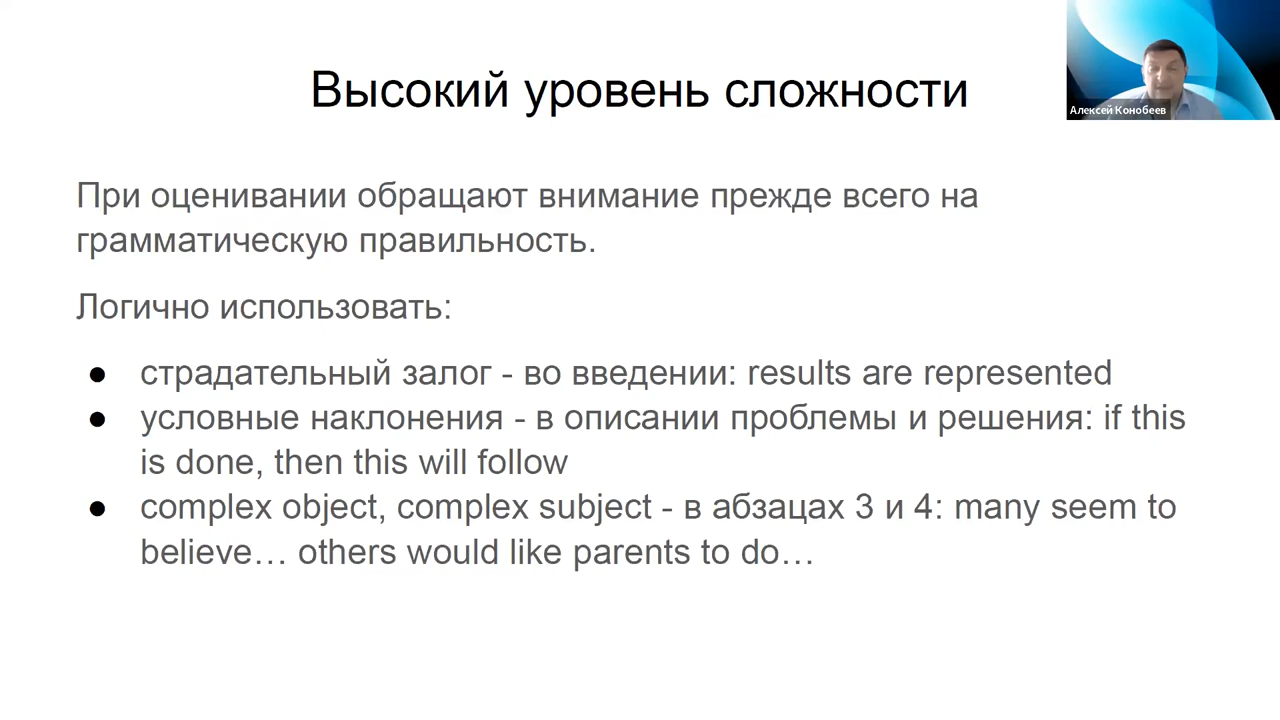 Высокий уровень сложности
Алексей Конобеев
При оценивании обращают внимание прежде всего на
грамматическую правильность.
Логично использовать:
● страдательный залог - во введении: results are represented
● условные наклонения - в описании проблемы и решения: if this
is done, then this will follow
● complex object, complex subject - в абзацах 3 и 4: many seem to
believe… others would like parents to do…